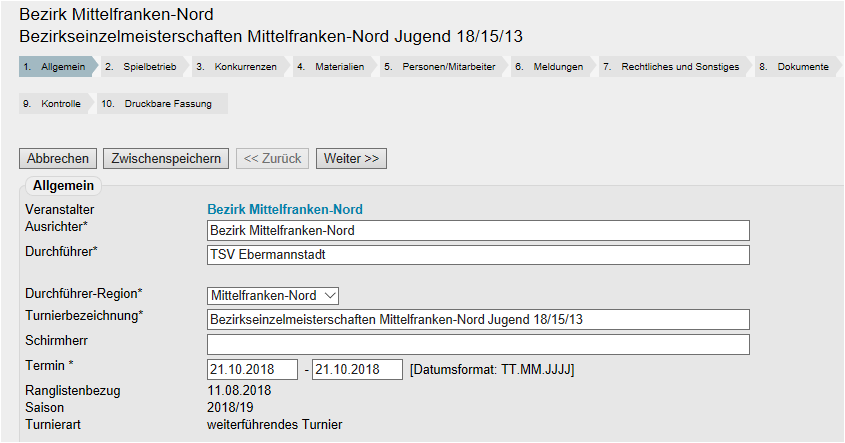 Bezirk Mittelfranken-Nord
Bezirkseinzelmeisterschaften Mittelfranken-Nord Jugend 18/15/13
1. Allgemein 2. Spielbetrieb 3. Konkurrenzen 4. Materialien 5. Personen/Mitarbeiter 6. Meldungen 7. Rechtliches und Sonstiges 8. Dokumente
9. Kontrolle 10. Druckbare Fassung
Abbrechen Zwischenspeichern << Zurück Weiter >>
Allgemein
Veranstalter Bezirk Mittelfranken-Nord
Ausrichter* Bezirk Mittelfranken-Nord
Durchführer* TSV Ebermannstadt
Durchführer-Region* Mittelfranken-Nord
Turnierbezeichnung* Bezirkseinzelmeisterschaften Mittelfranken-Nord Jugend 18/15/13
Schirmherr
Termin * 21.10.2018 - 21.10.2018 [Datumsformat: TT.MM.JJJJ]
Ranglistenbezug 11.08.2018
Saison 2018/19
Turnierart weiterführendes Turnier